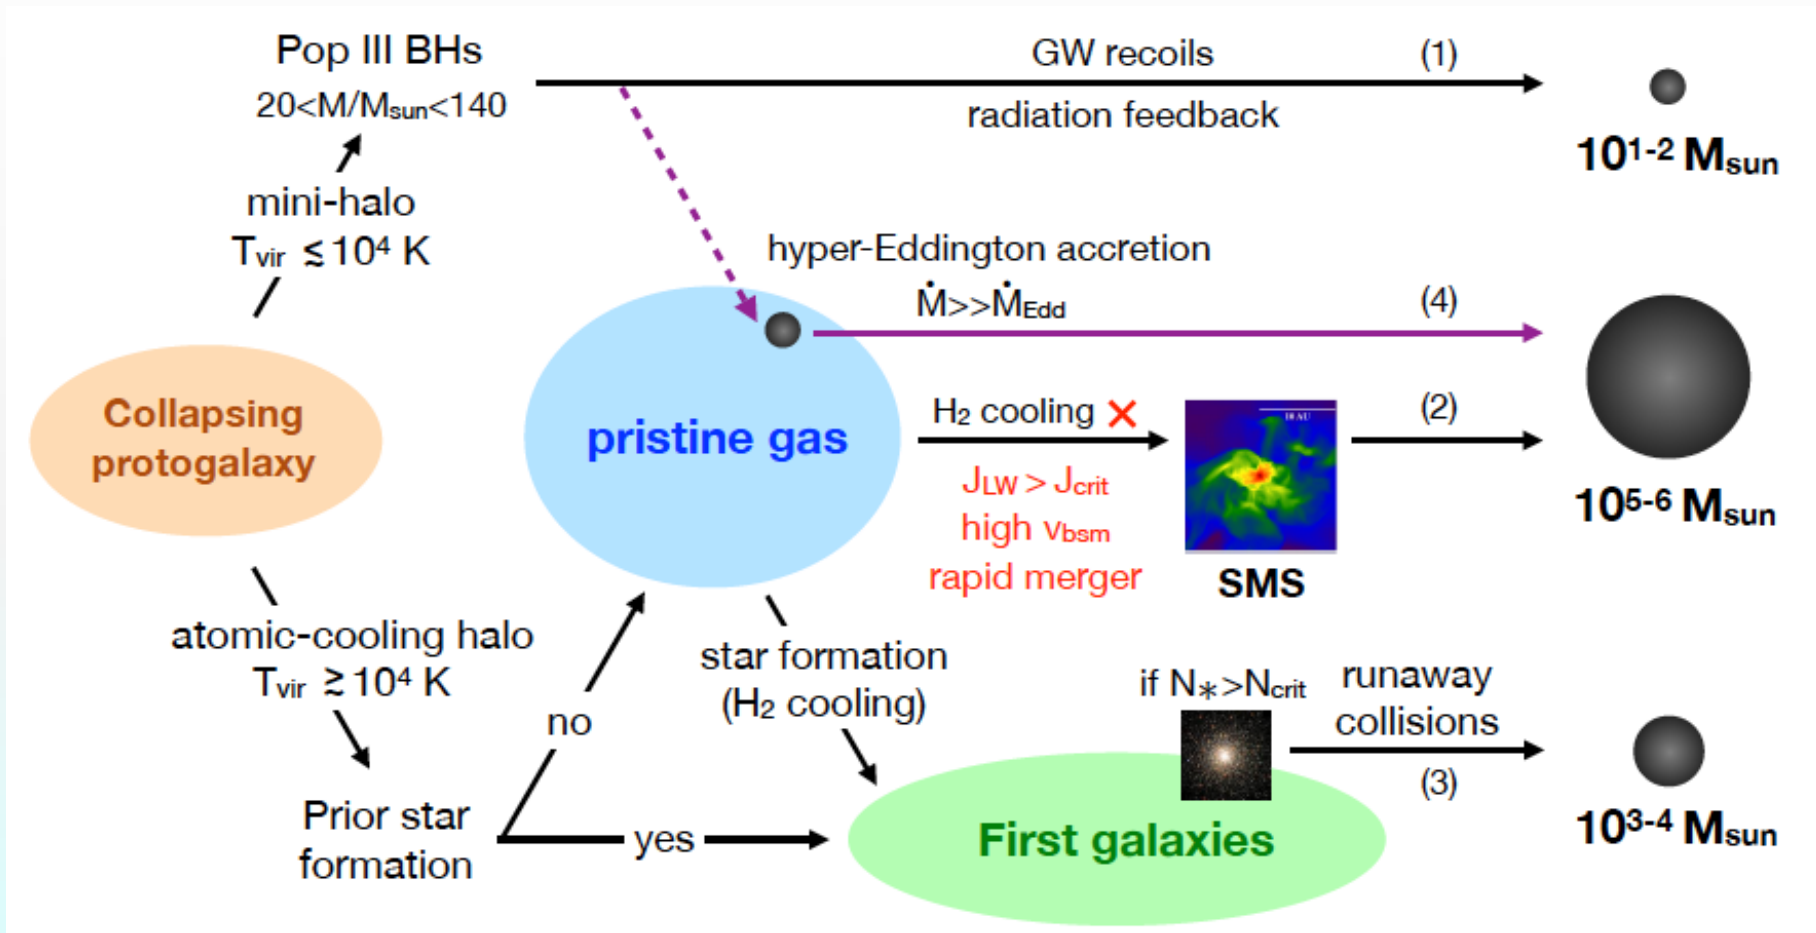 Pop III BHs
20<M/Msun<140
GW recoils
(1)
radiation feedback
10¹⁻² Msun
mini-halo
Tvir ≲ 10⁴ K
hyper-Eddington accretion
Ṁ>>ṀEdd
(4)
Collapsing
protogalaxy
pristine gas
H₂ cooling ✕
(2)
10 AU
JLW > Jcrit
high vbsm
rapid merger
SMS
10⁵⁻⁶ Msun
atomic-cooling halo
Tvir ≳ 10⁴ K
star formation
(H₂ cooling)
no
if N*>Ncrit
runaway
collisions
(3)
10³⁻⁴ Msun
Prior star
formation
yes
First galaxies